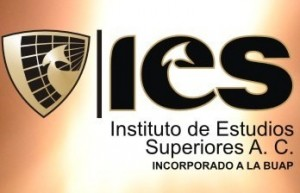 ies
Instituto de Estudios
Superiores A. C.
INCORPORADO A LA BUAP